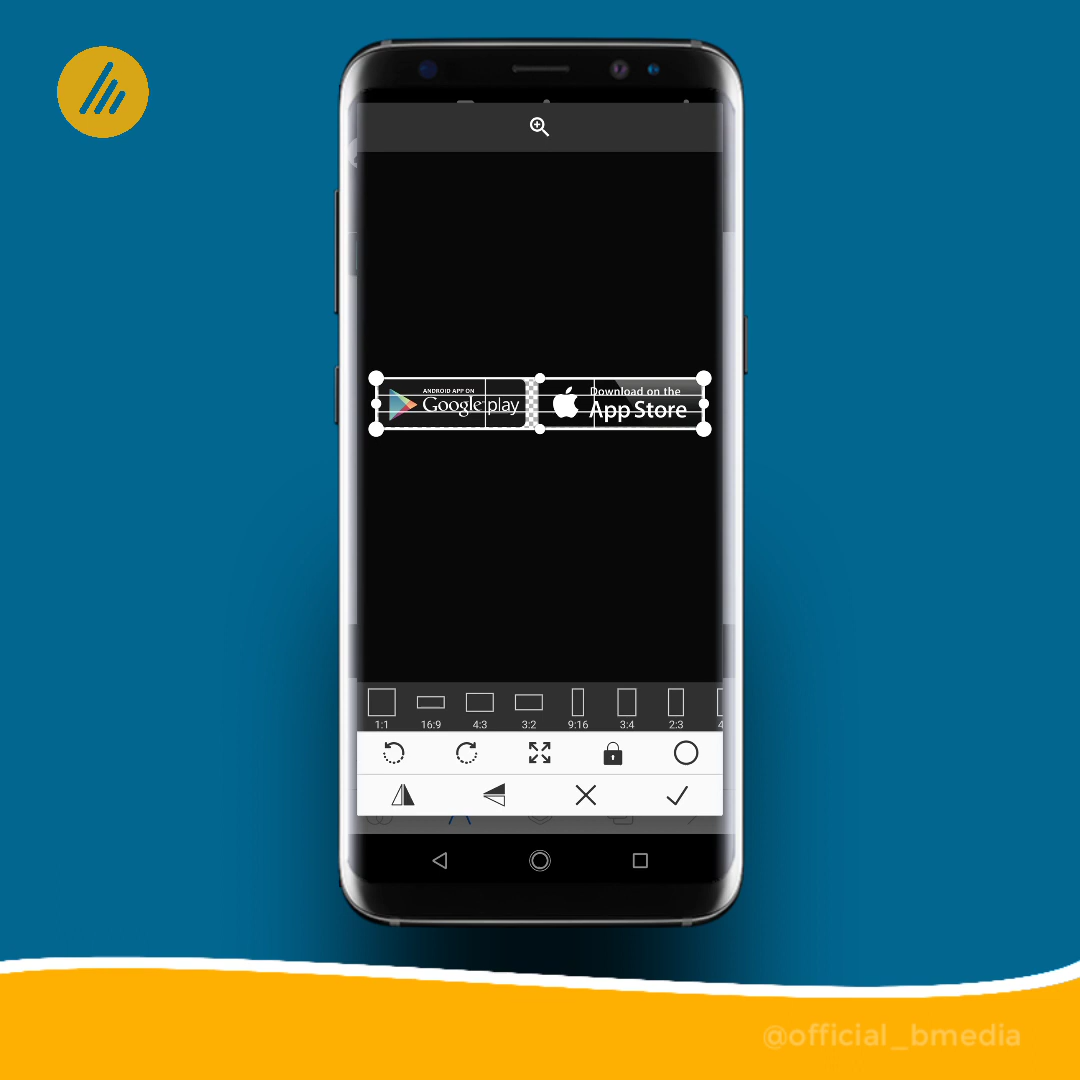 ANDROID APP ON
Google play
Download on the
App Store
1:1 16:9 4:3 3:2 9:16 3:4 2:3
@official_bmedia